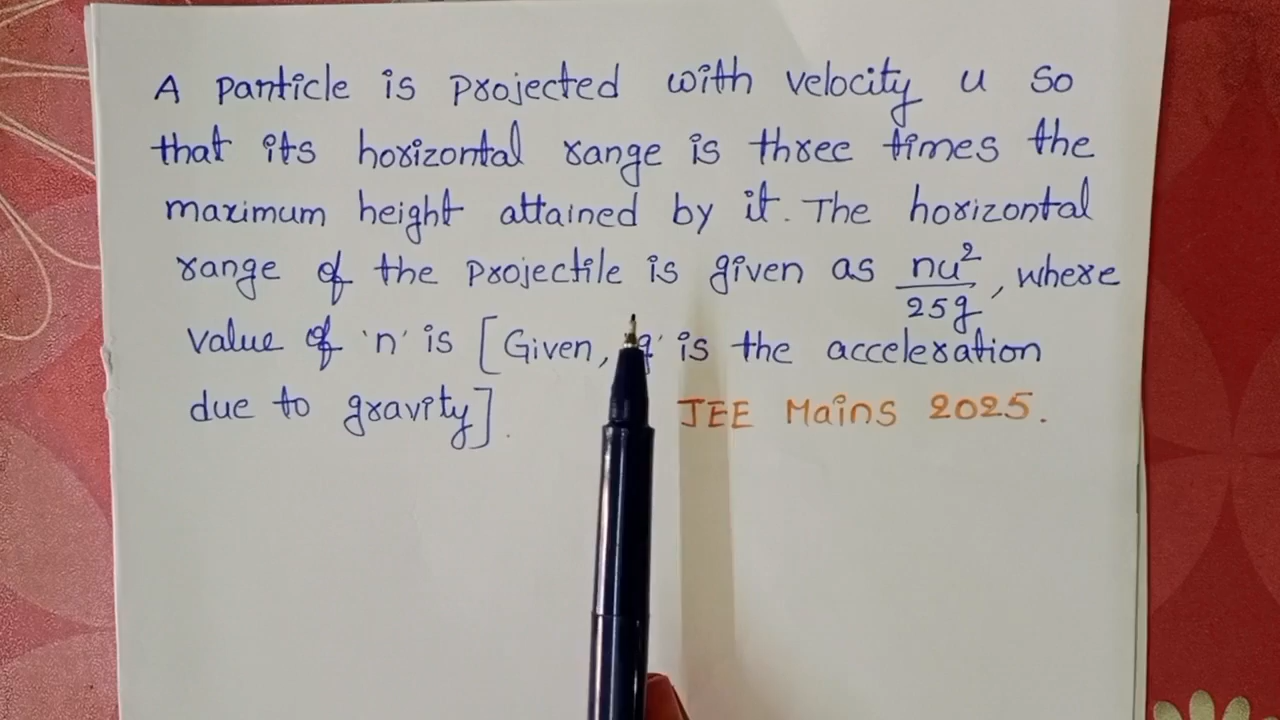 A particle is projected with velocity u so
that its horizontal range is three times the
maximum height attained by it. The horizontal
range of the projectile is given as nu²/25g, where
value of 'n' is [Given, 'g' is the acceleration
due to gravity]. JEE Mains 2025.